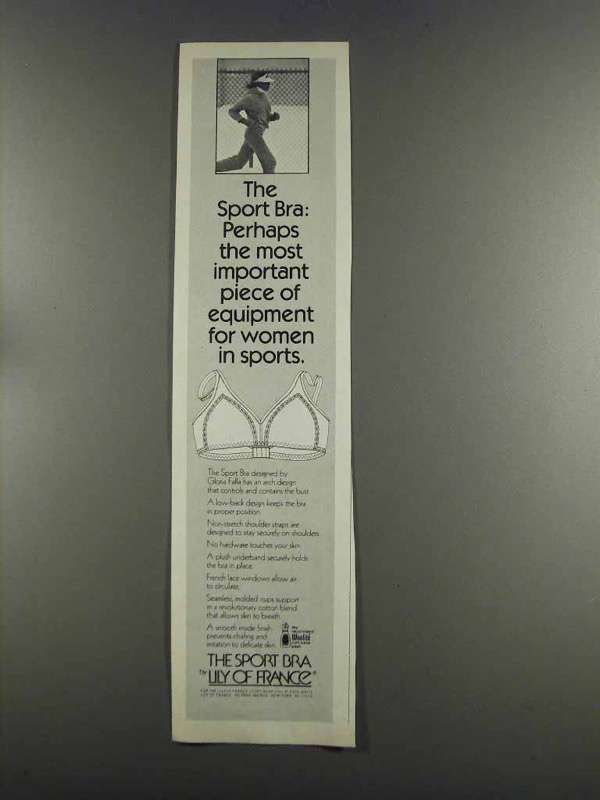 The
Sport Bra:
Perhaps
the most
important
piece of
equipment
for women
in sports.
The Sport Bra designed by
Gloria Falla has an arch design
that controls and contains the bust.
A low-back design keeps the bra
in proper position.
Non-stretch shoulder straps are
designed to stay securely on shoulders.
No hardware touches your skin.
A plush underband securely holds
the bra in place.
French lace windows allow air
to circulate.
Seamless, molded cups support
in a revolutionary cotton blend
that allows skin to breath.
A smooth inside finish
prevents chafing and
irritation to delicate skin.
Woolite
THE SPORT BRA
by LILY OF FRANCE®